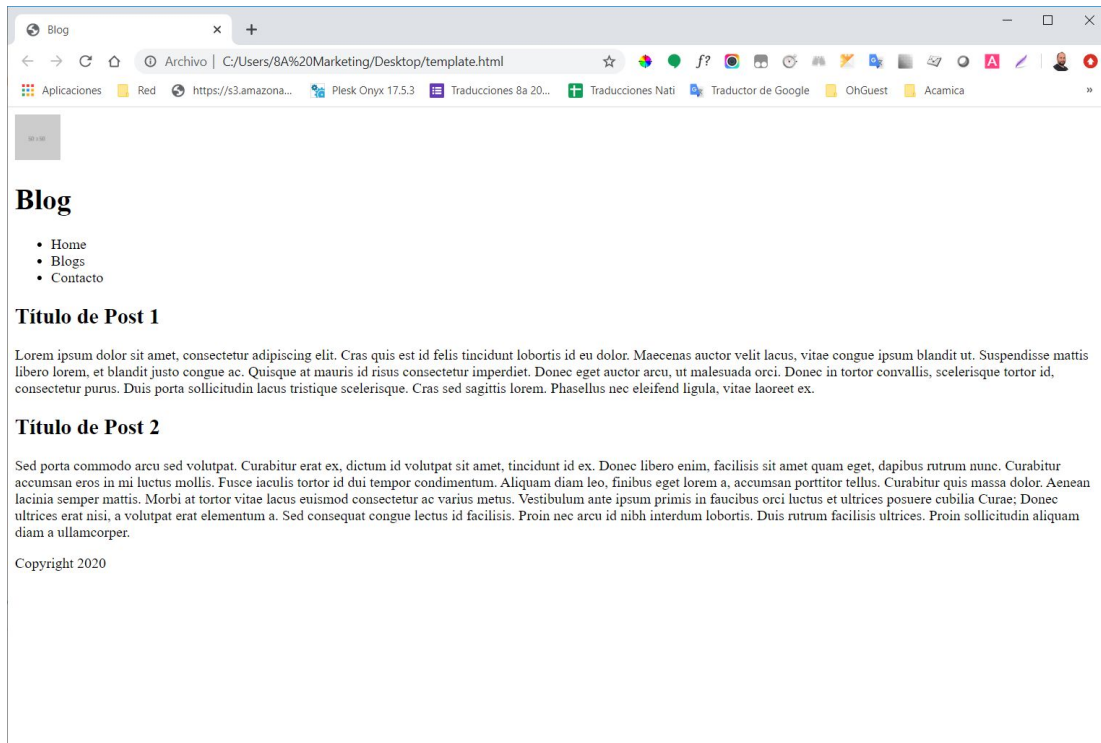 Blog
Archivo | C:/Users/8A%20Marketing/Desktop/template.html
f?
A
Aplicaciones Red https://s3.amazona... Plesk Onyx 17.5.3 Traducciones 8a 20... Traducciones Nati Traductor de Google OhGuest Acamica »
Blog
• Home
• Blogs
• Contacto
Título de Post 1
Lorem ipsum dolor sit amet, consectetur adipiscing elit. Cras quis est id felis tincidunt lobortis id eu dolor. Maecenas auctor velit lacus, vitae congue ipsum blandit ut. Suspendisse mattis
libero lorem, et blandit justo congue ac. Quisque at mauris id risus consectetur imperdiet. Donec eget auctor arcu, ut malesuada orci. Donec in tortor convallis, scelerisque tortor id,
consectetur purus. Duis porta sollicitudin lacus tristique scelerisque. Cras sed sagittis lorem. Phasellus nec eleifend ligula, vitae laoreet ex.
Título de Post 2
Sed porta commodo arcu sed volutpat. Curabitur erat ex, dictum id volutpat sit amet, tincidunt id ex. Donec libero enim, facilisis sit amet quam eget, dapibus rutrum nunc. Curabitur
accumsan eros in mi luctus mollis. Fusce iaculis tortor id dui tempor condimentum. Aliquam diam leo, finibus eget lorem a, accumsan porttitor tellus. Curabitur quis massa dolor. Aenean
lacinia semper mattis. Morbi at tortor vitae lacus euismod consectetur ac varius metus. Vestibulum ante ipsum primis in faucibus orci luctus et ultrices posuere cubilia Curae; Donec
ultrices erat nisi, a volutpat erat elementum a. Sed consequat congue lectus id facilisis. Proin nec arcu id nibh interdum lobortis. Duis rutrum facilisis ultrices. Proin sollicitudin aliquam
diam a ullamcorper.
Copyright 2020